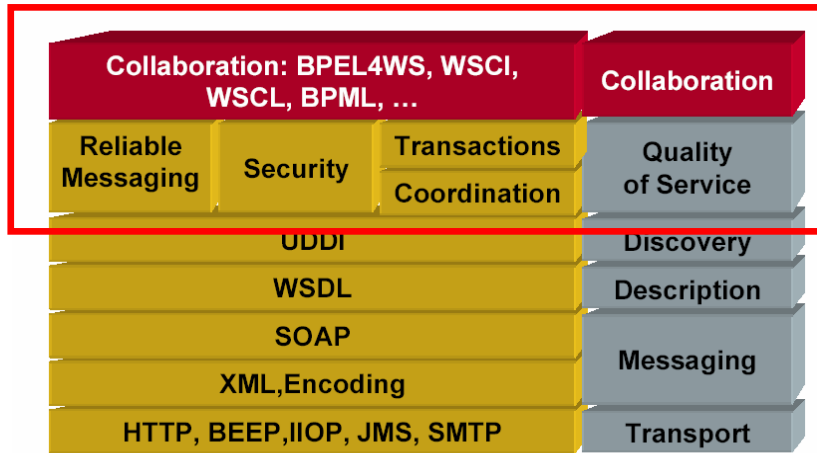 Collaboration: BPEL4WS, WSCI,
WSCL, BPML, ...
Collaboration
Reliable
Messaging
Security
Transactions
Coordination
Quality
of Service
UDDI
Discovery
WSDL
Description
SOAP
XML,Encoding
Messaging
HTTP, BEEP,IIOP, JMS, SMTP
Transport